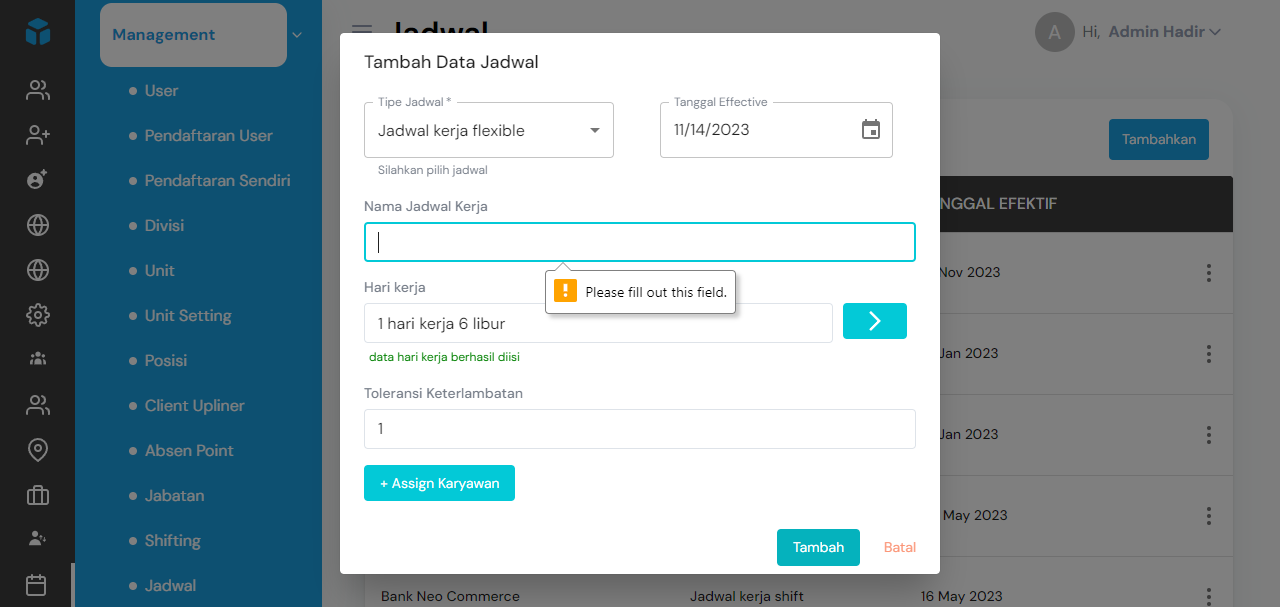 Management
User
Pendaftaran User
Pendaftaran Sendiri
Divisi
Unit
Unit Setting
Posisi
Client Upliner
Absen Point
Jabatan
Shifting
Jadwal
Jadwal
A Hi, Admin Hadir
Tambahkan
Tambah Data Jadwal
Tipe Jadwal *
Jadwal kerja flexible
Silahkan pilih jadwal
Tanggal Effective
11/14/2023
Nama Jadwal Kerja
Please fill out this field.
Hari kerja
1 hari kerja 6 libur
data hari kerja berhasil diisi
Toleransi Keterlambatan
1
+ Assign Karyawan
Tambah Batal
NGGAL EFEKTIF
Nov 2023
Jan 2023
Jan 2023
May 2023
Bank Neo Commerce Jadwal kerja shift 16 May 2023